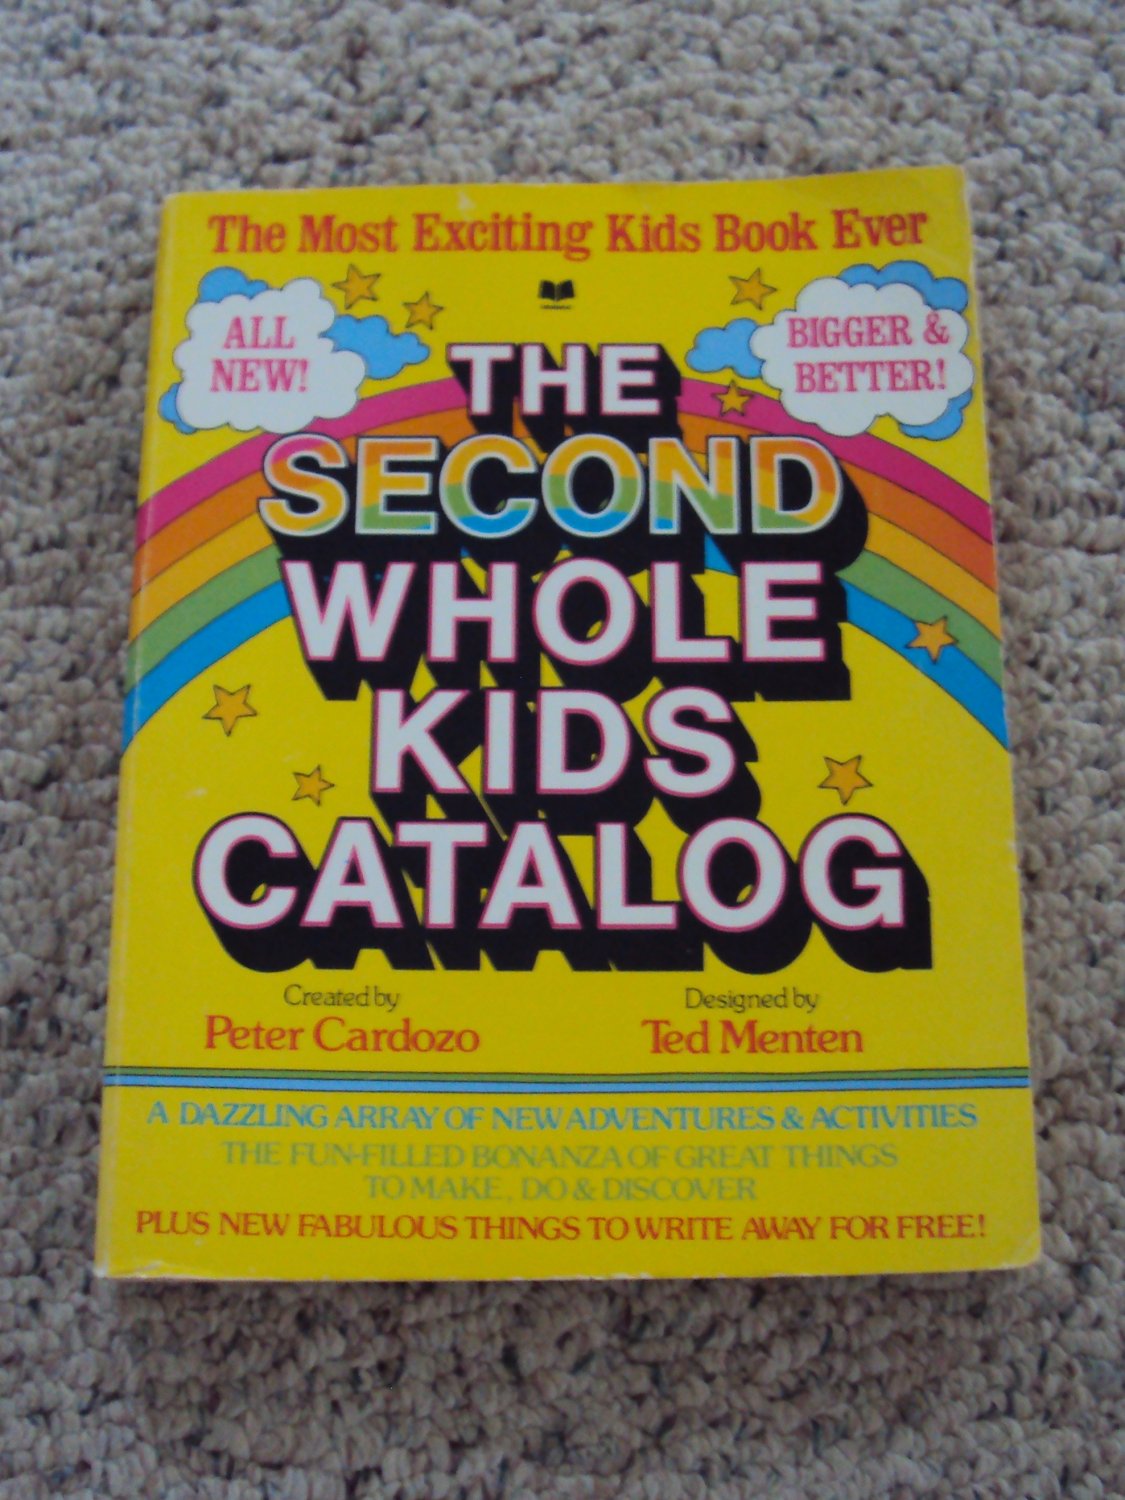 The Most Exciting Kids Book Ever
ALL
NEW!
BIGGER &
BETTER!
THE
SECOND
WHOLE
KIDS
CATALOG
Created by
Peter Cardozo
Designed by
Ted Menten
A DAZZLING ARRAY OF NEW ADVENTURES & ACTIVITIES
THE FUN-FILLED BONANZA OF GREAT THINGS
TO MAKE, DO & DISCOVER
PLUS NEW FABULOUS THINGS TO WRITE AWAY FOR FREE!